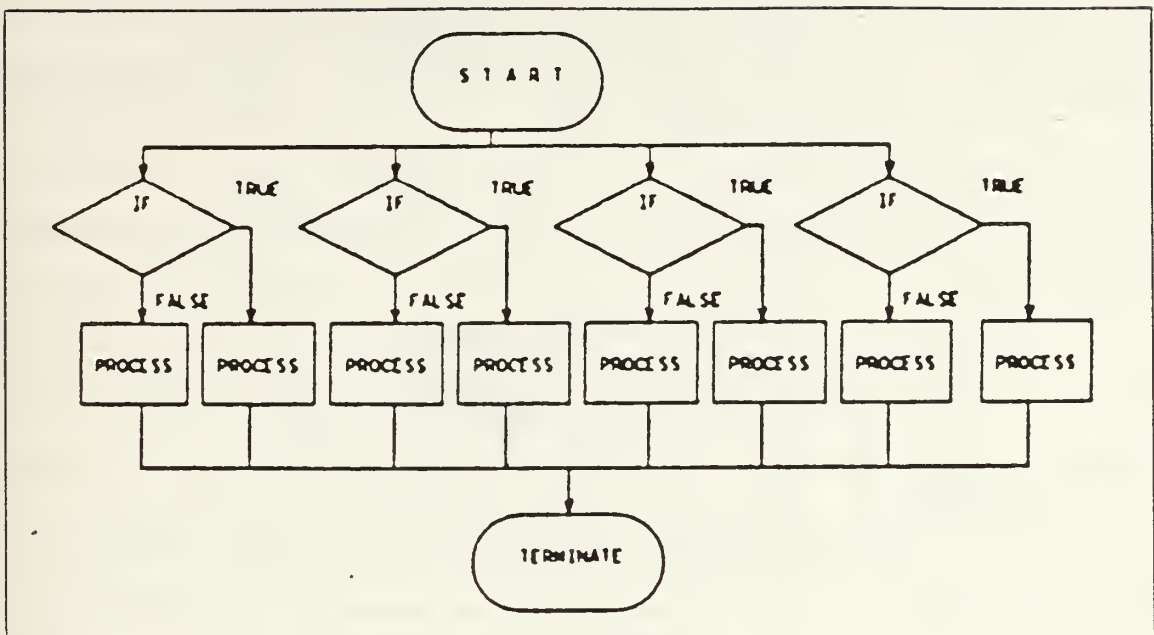 START
IF TRUE IF TRUE IF TRUE IF TRUE
FALSE FALSE FALSE FALSE
PROCESS PROCESS PROCESS PROCESS PROCESS PROCESS PROCESS PROCESS
TERMINATE